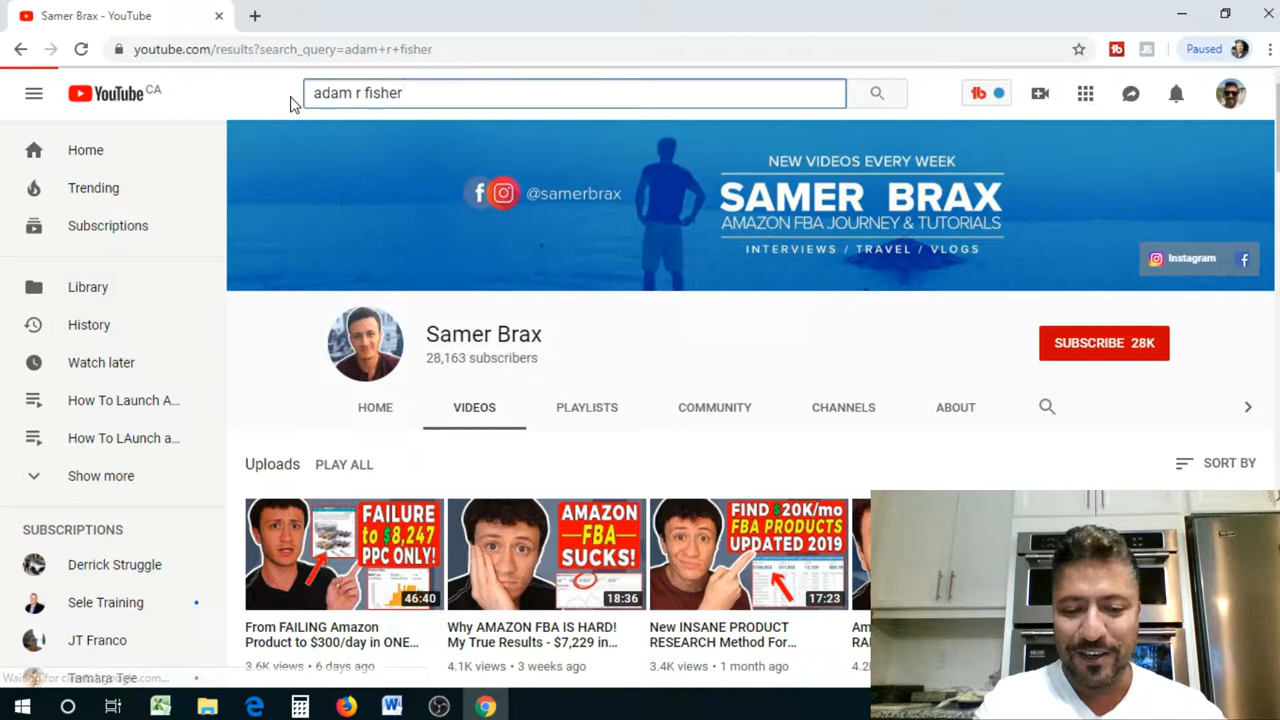 Samer Brax - YouTube
youtube.com/results?search_query=adam+r+fisher
Paused
YouTube CA
adam r fisher
Home
Trending
Subscriptions
Library
History
Watch later
How To Launch A...
How To LAunch a...
Show more
SUBSCRIPTIONS
Derrick Struggle
Sele Training
JT Franco
Tamara Tee
Waiting for
NEW VIDEOS EVERY WEEK
@samerbrax
SAMER BRAX
AMAZON FBA JOURNEY & TUTORIALS
INTERVIEWS / TRAVEL / VLOGS
Instagram
Samer Brax
28,163 subscribers
SUBSCRIBE 28K
HOME
VIDEOS
PLAYLISTS
COMMUNITY
CHANNELS
ABOUT
Uploads
PLAY ALL
SORT BY
FAILURE
to $8,247
PPC ONLY!
46:40
From FAILING Amazon
Product to $300/day in ONE...
3.6K views • 6 days ago
AMAZON
FBA
SUCKS!
18:36
Why AMAZON FBA IS HARD!
My True Results - $7,229 in...
4.1K views • 3 weeks ago
FIND $20K/mo
FBA PRODUCTS
UPDATED 2019
17:23
New INSANE PRODUCT
RESEARCH Method For...
3.4K views • 1 month ago